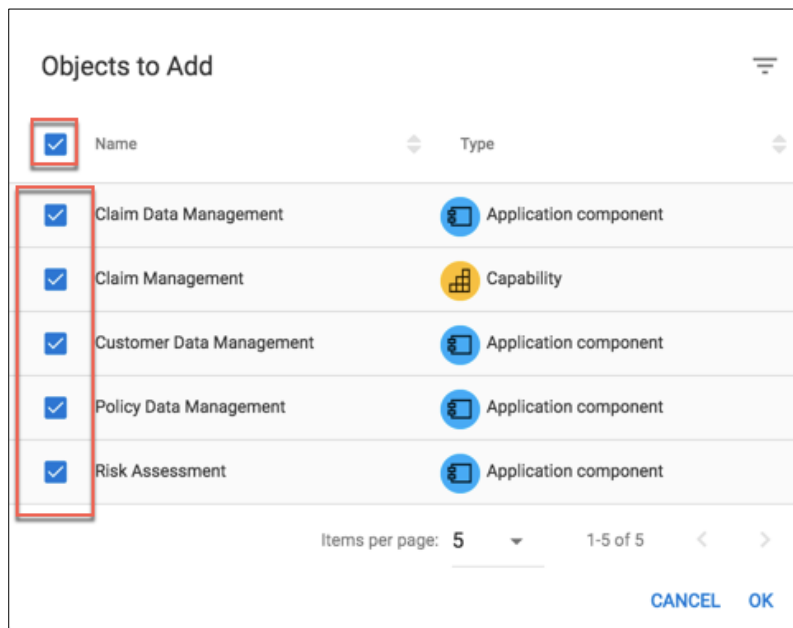 Objects to Add
Name Type
Claim Data Management Application component
Claim Management Capability
Customer Data Management Application component
Policy Data Management Application component
Risk Assessment Application component
Items per page: 5 1-5 of 5
CANCEL OK